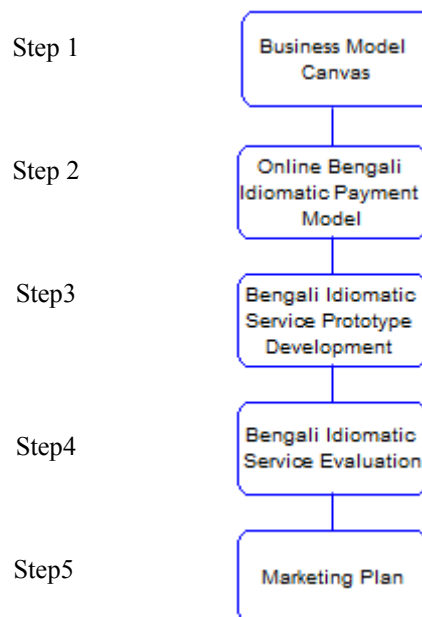 Step 1
Business Model
Canvas
Step 2
Online Bengali
Idiomatic Payment
Model
Step3
Bengali Idiomatic
Service Prototype
Development
Step4
Bengali Idiomatic
Service Evaluation
Step5
Marketing Plan